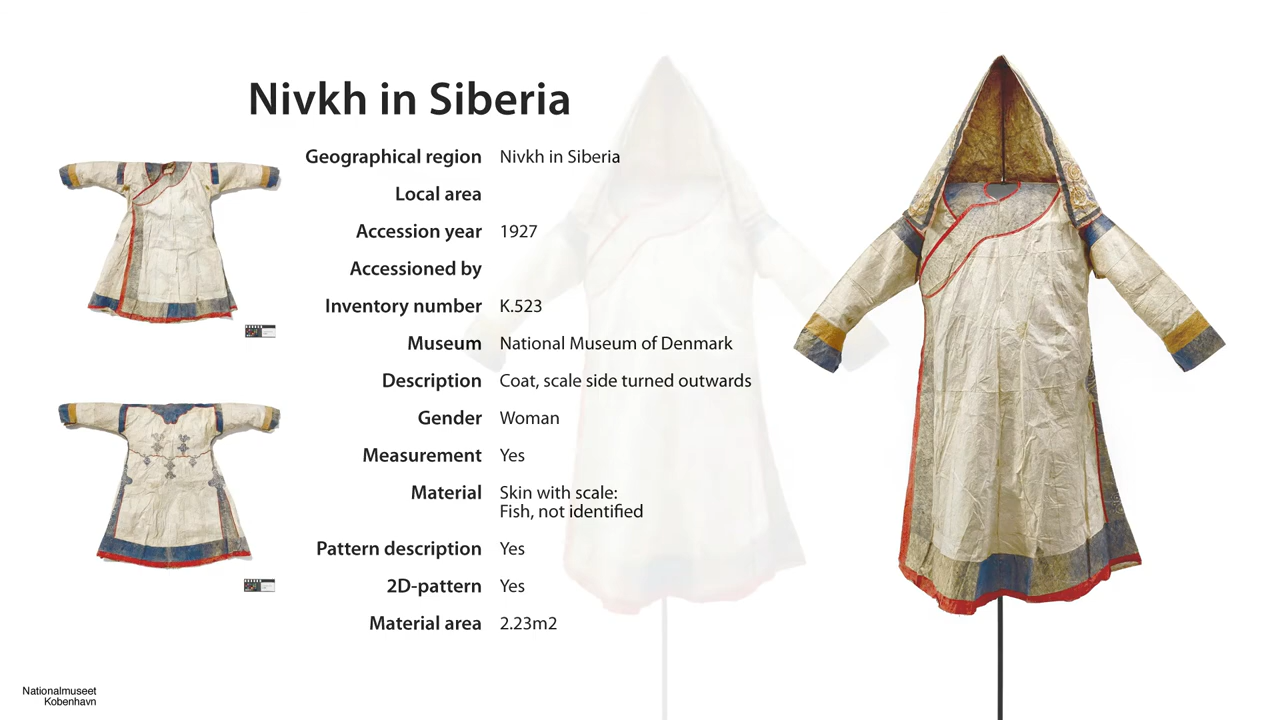 Nivkh in Siberia
Geographical region Nivkh in Siberia
Local area
Accession year 1927
Accessioned by
Inventory number K.523
Museum National Museum of Denmark
Description Coat, scale side turned outwards
Gender Woman
Measurement Yes
Material Skin with scale:
Fish, not identified
Pattern description Yes
2D-pattern Yes
Material area 2.23m2
Nationalmuseet
Kobenhavn